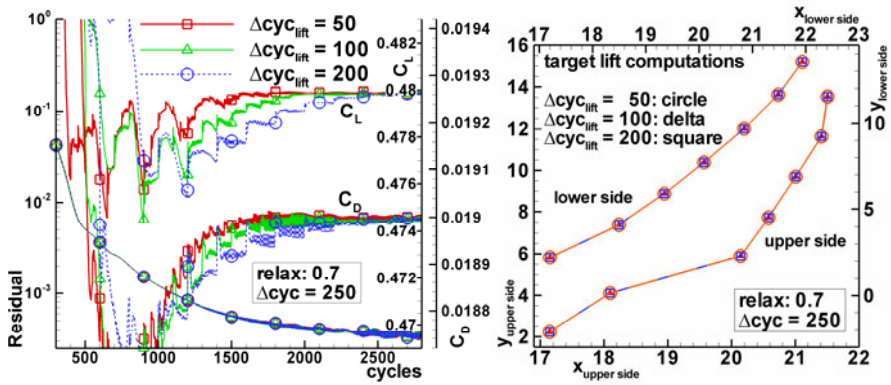 10⁰
10⁻¹
10⁻²
10⁻³
Residual
Δcyc_lift = 50
Δcyc_lift = 100
Δcyc_lift = 200
0.482
C_L
0.48
0.478
0.476
0.474
0.472
0.47
0.0194
0.0193
0.0192
0.0191
0.019
0.0189
0.0188
C_D
C_L
C_D
relax: 0.7
Δcyc = 250
500 1000 1500 2000 2500
cycles
x_lower side
17 18 19 20 21 22 23
16
14
12
10
8
6
4
2
y_upper side
target lift computations
Δcyc_lift = 50: circle
Δcyc_lift = 100: delta
Δcyc_lift = 200: square
lower side
upper side
relax: 0.7
Δcyc = 250
y_lower side
10
5
0
17 18 19 20 21 22
x_upper side